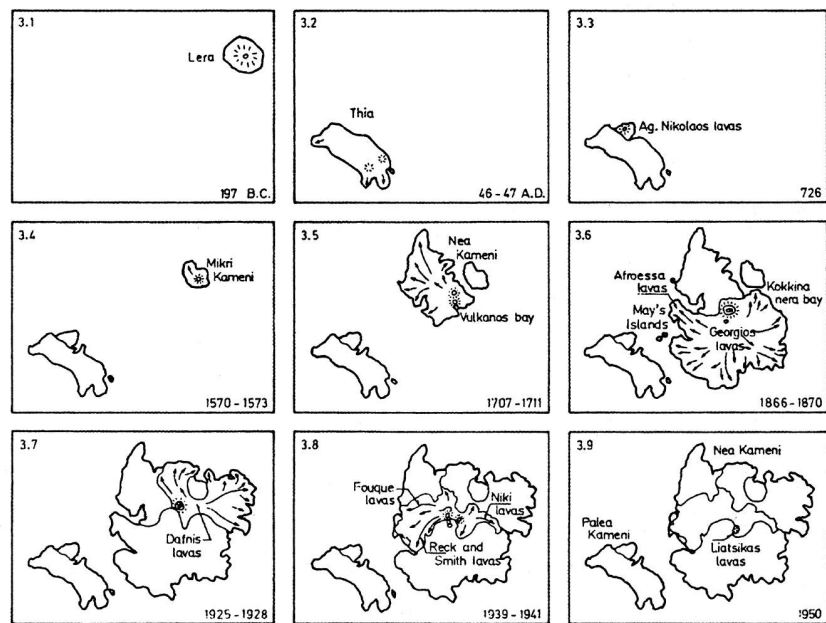 3.1
Lera
197 B.C.
3.2
Thia
46-47 A.D.
3.3
Ag. Nikolaos lavas
726
3.4
Mikri
Kameni
1570-1573
3.5
Nea
Kameni
Vulkanos bay
1707-1711
3.6
Afroessa
lavas
Kokkina
nera bay
May's
Islands
Georgios
lavas
1866-1870
3.7
Dafnis
lavas
1925-1928
3.8
Fouque
lavas
Niki
lavas
Reck and
Smith lavas
1939-1941
3.9
Nea Kameni
Palea
Kameni
Liatsikas
lavas
1950